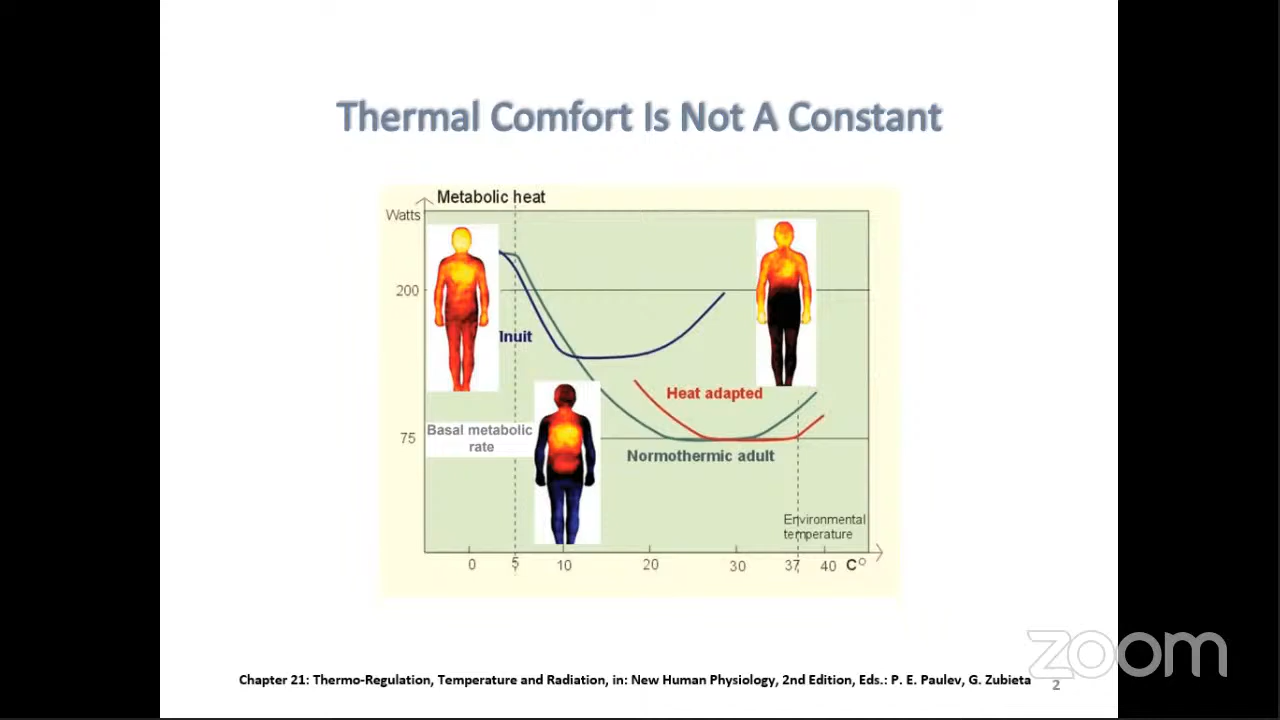 Thermal Comfort Is Not A Constant
Metabolic heat
Watts
200
Inuit
Heat adapted
Basal metabolic
rate
75
Normothermic adult
Environmental
temperature
0 5 10 20 30 37 40 C°
zoom
Chapter 21: Thermo-Regulation, Temperature and Radiation, in: New Human Physiology, 2nd Edition, Eds.: P. E. Paulev, G. Zubieta
2